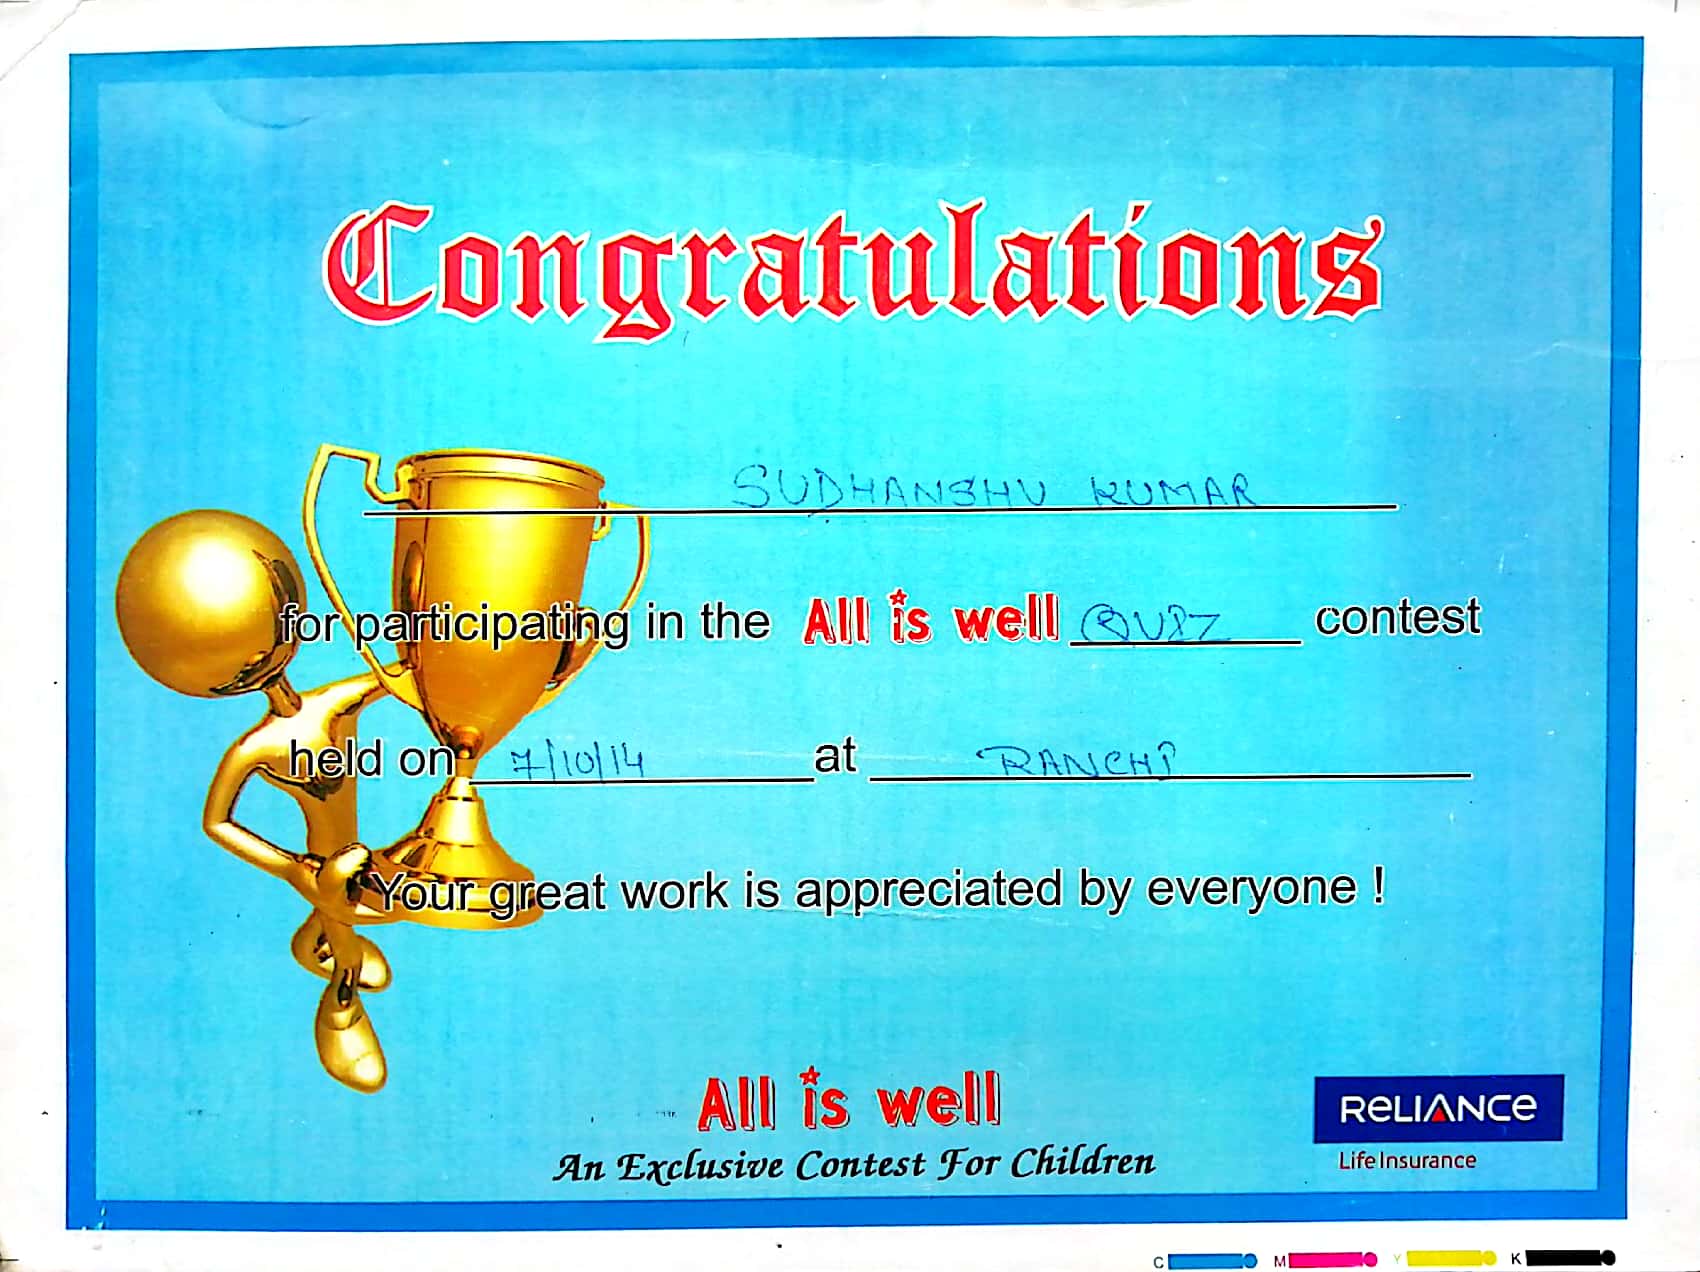 Congratulations
SUDHANSHU KUMAR
for participating in the All is well QUIZ contest
held on 7/10/14 at RANCHI
Your great work is appreciated by everyone !
All is well
An Exclusive Contest For Children
RELIANCE
Life Insurance
C M Y K